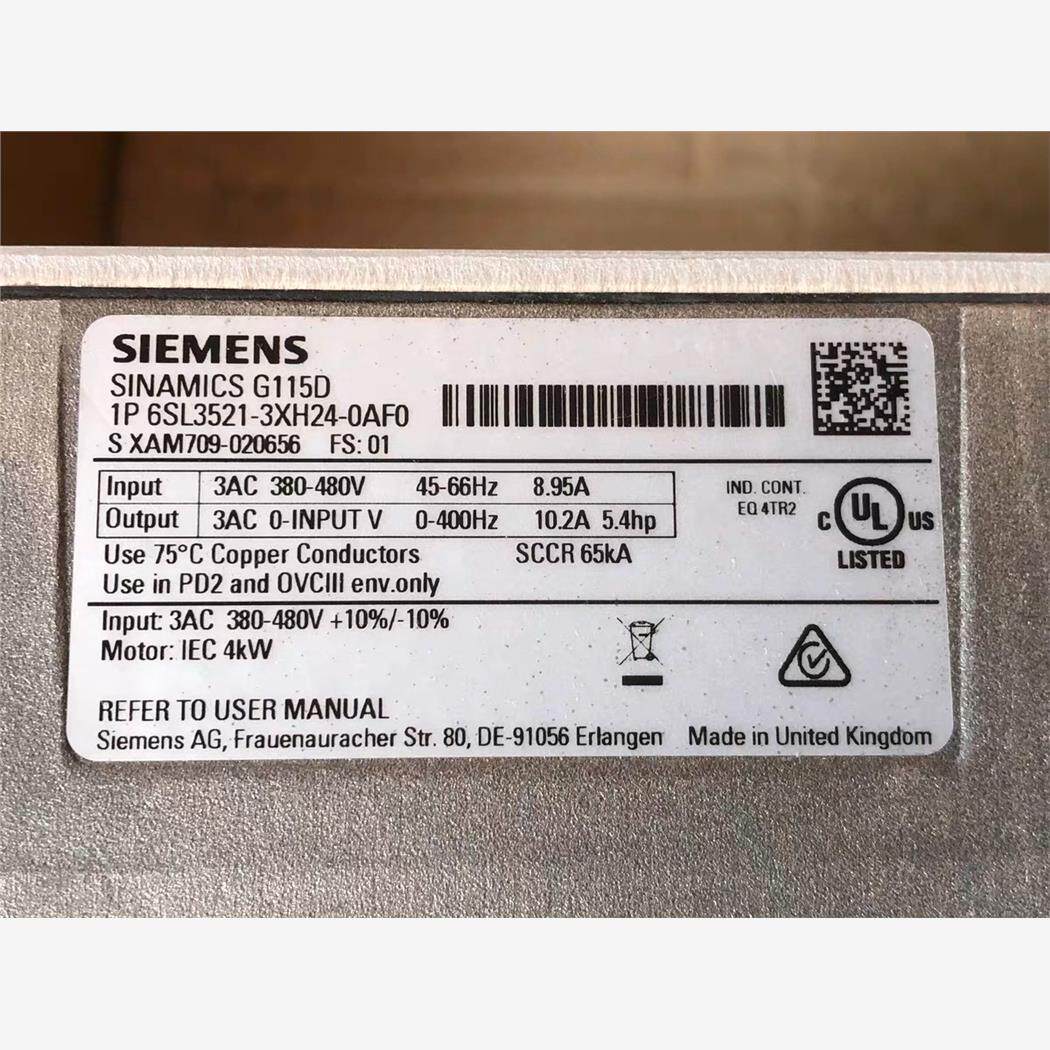 SIEMENS
SINAMICS G115D
1P 6SL3521-3XH24-0AF0
S XAM709-020656 FS: 01
Input 3AC 380-480V 45-66Hz 8.95A
Output 3AC 0-INPUT V 0-400Hz 10.2A 5.4hp
IND. CONT.
EQ 4TR2
C UL US
LISTED
Use 75°C Copper Conductors SCCR 65kA
Use in PD2 and OVCIII env.only
Input: 3AC 380-480V +10%/-10%
Motor: IEC 4kW
REFER TO USER MANUAL
Siemens AG, Frauenauracher Str. 80, DE-91056 Erlangen Made in United Kingdom